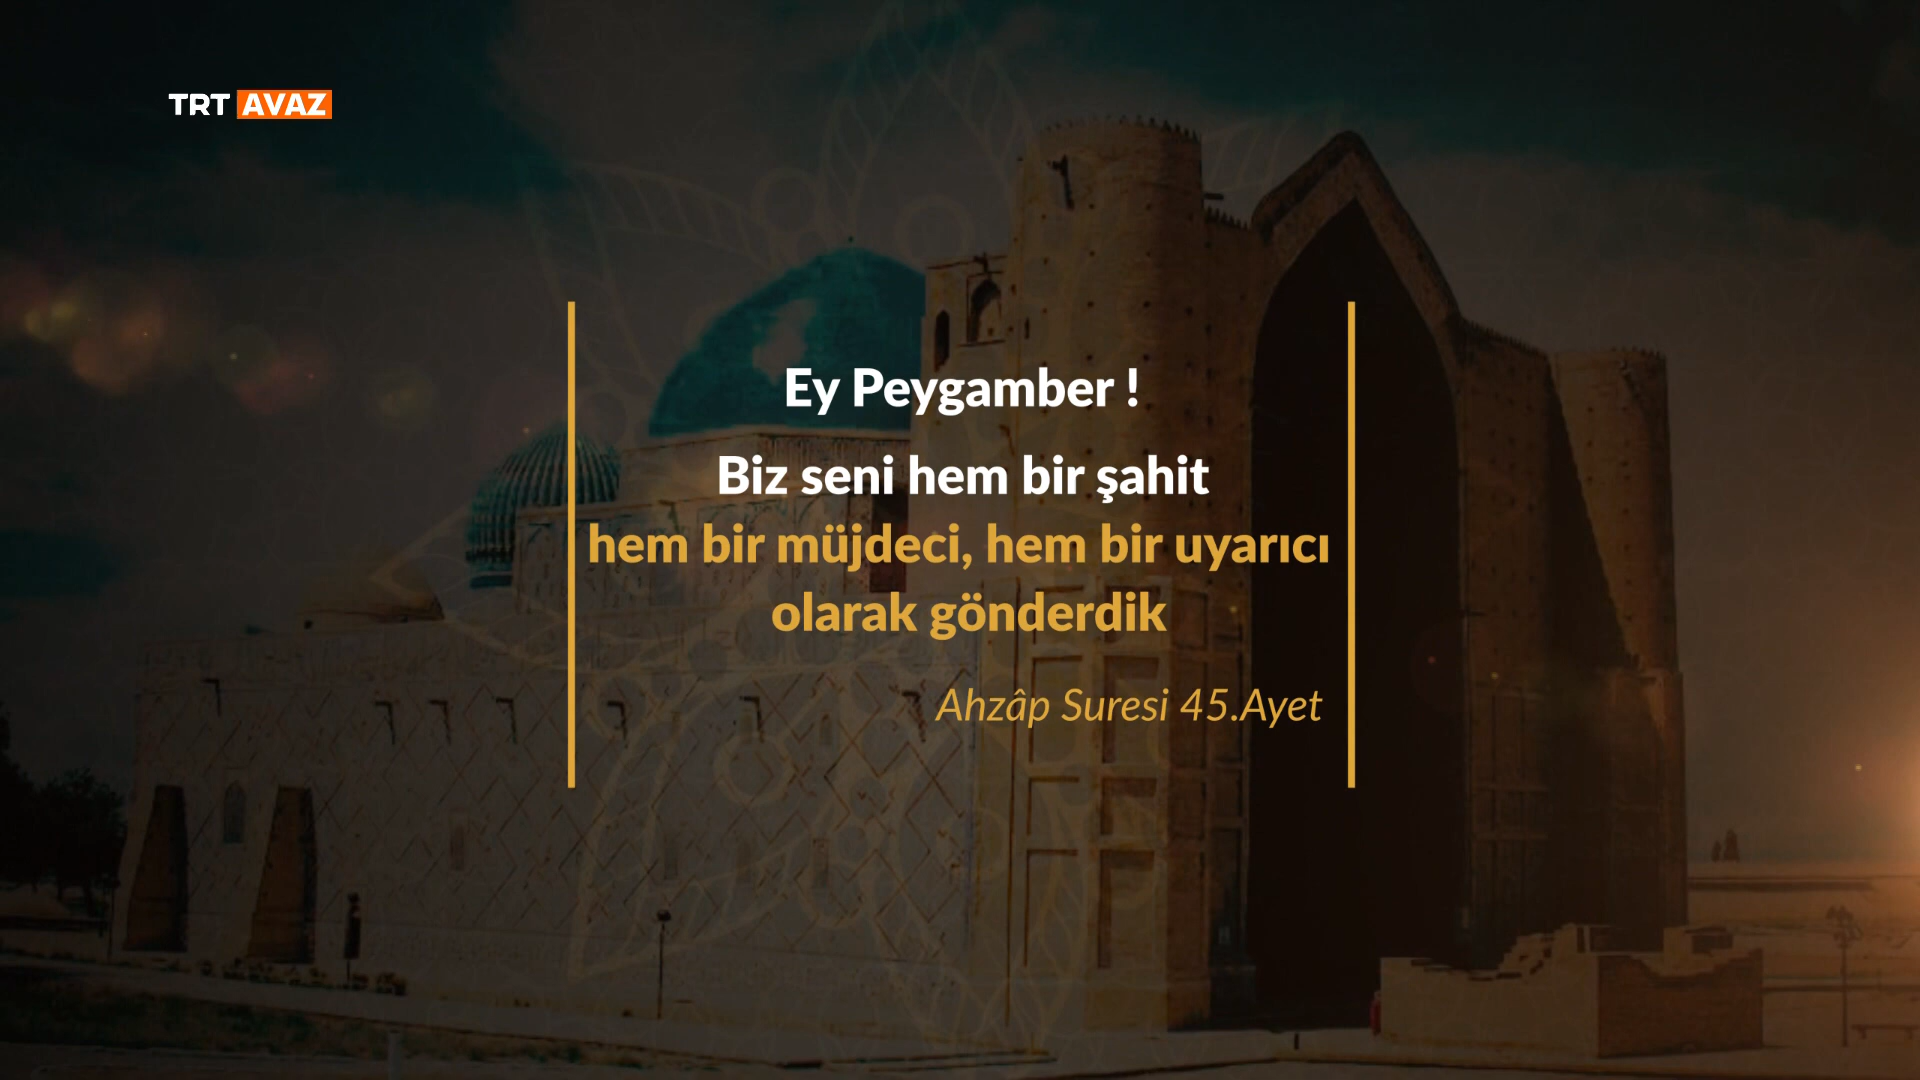 TRT AVAZ
Ey Peygamber !
Biz seni hem bir şahit
hem bir müjdeci, hem bir uyarıcı
olarak gönderdik
Ahzâp Suresi 45.Ayet